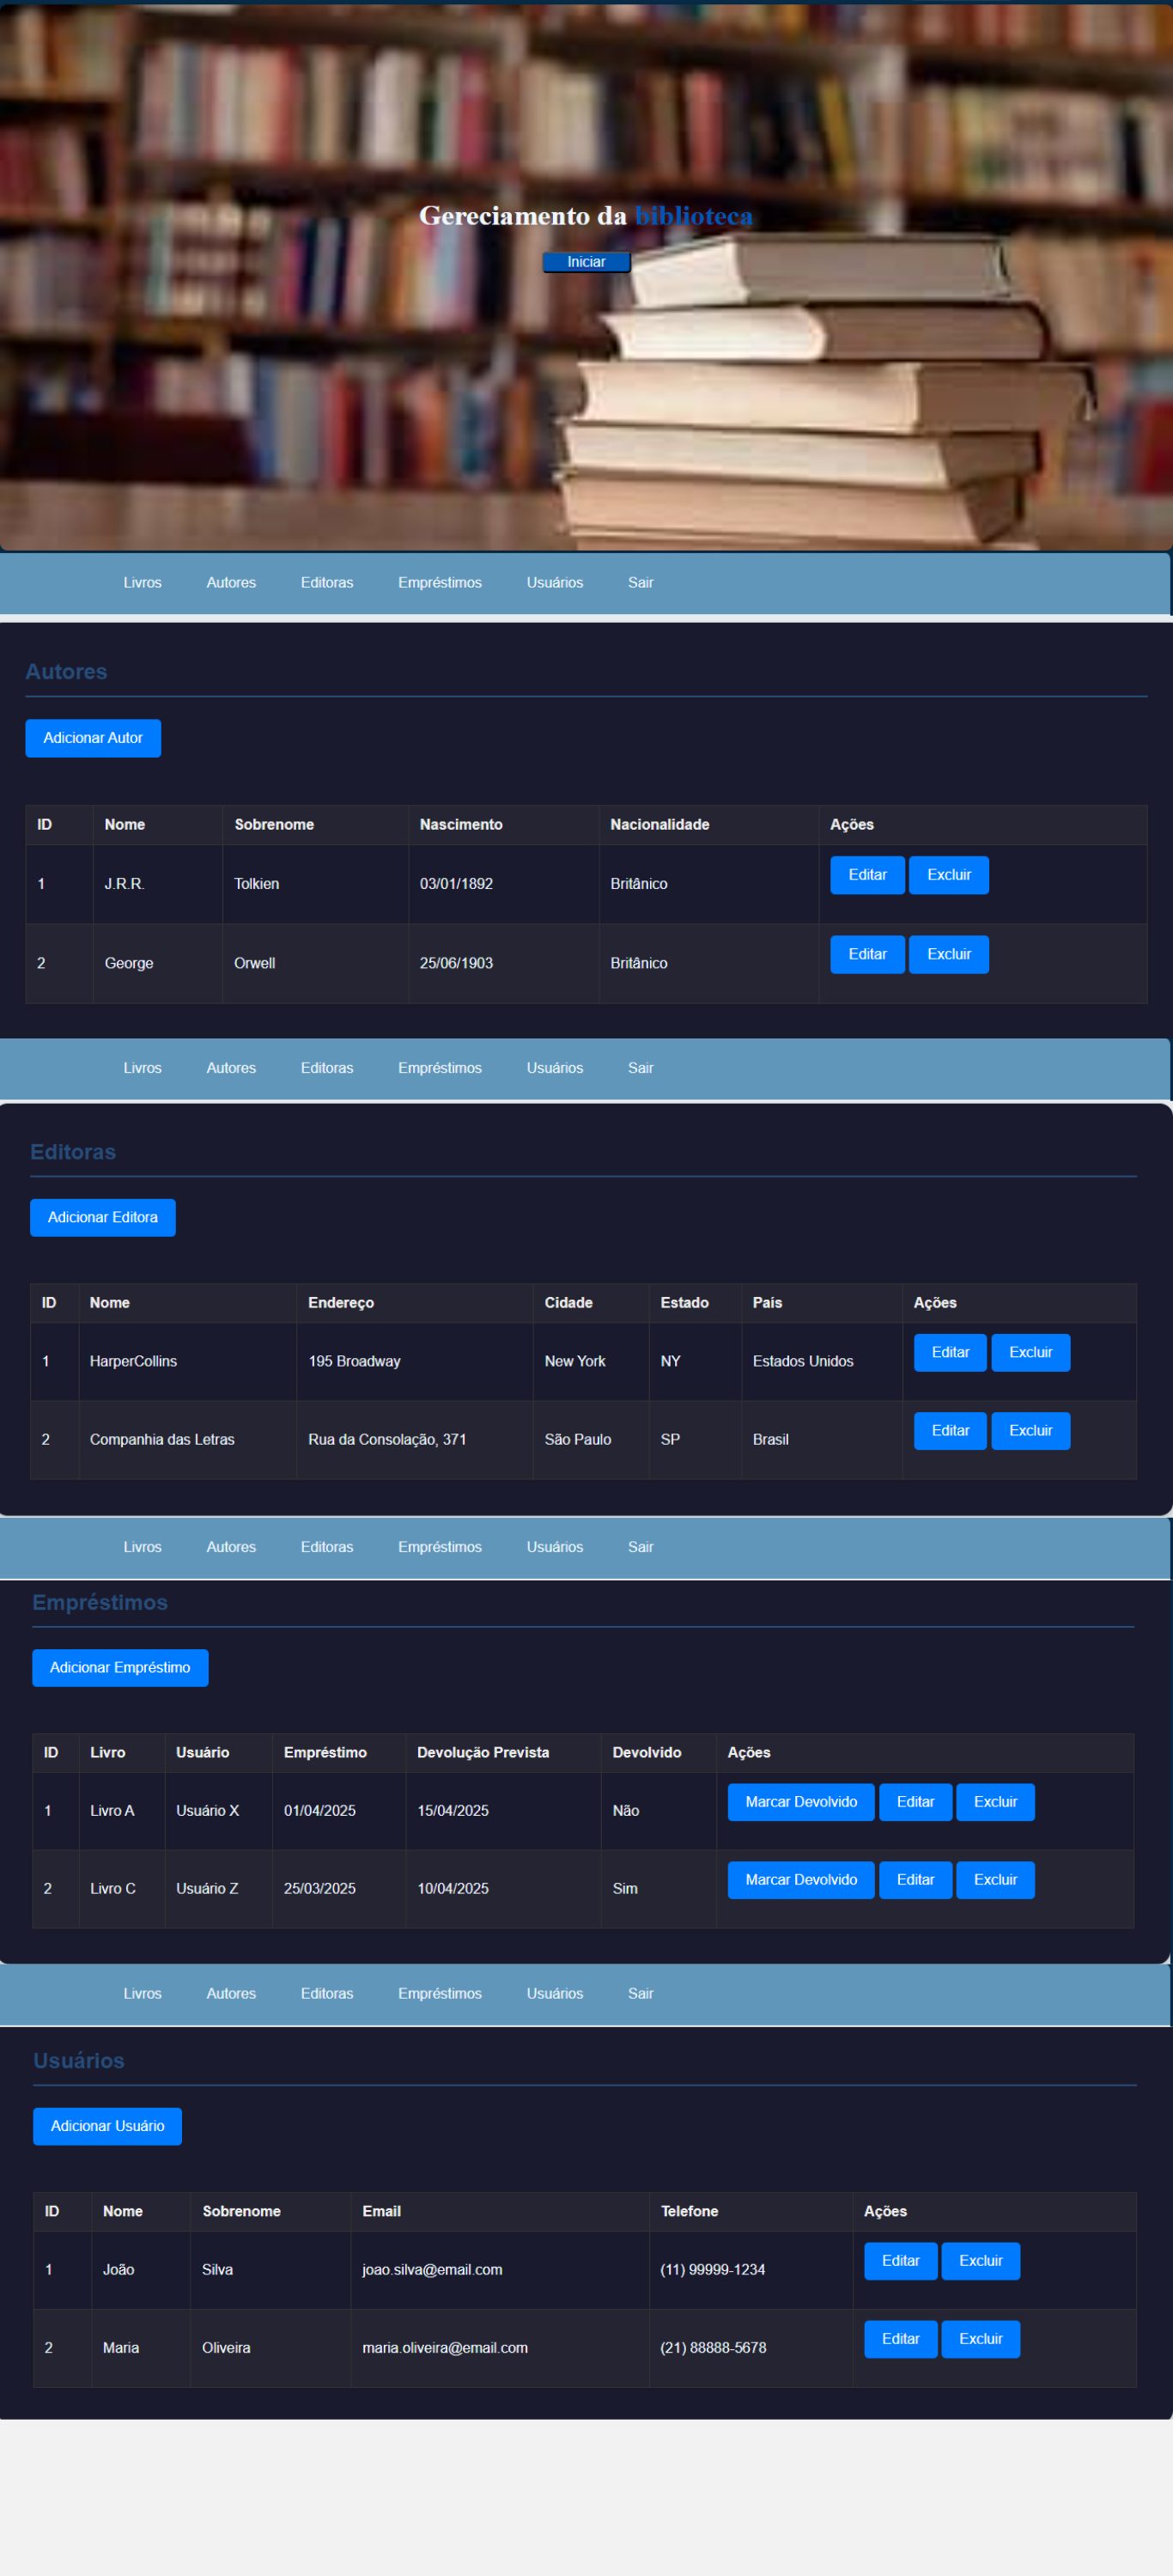 Gereciamento da biblioteca
Iniciar
Livros Autores Editoras Empréstimos Usuários Sair
Autores
Adicionar Autor
ID Nome Sobrenome Nascimento Nacionalidade Ações
1 J.R.R. Tolkien 03/01/1892 Britânico Editar Excluir
2 George Orwell 25/06/1903 Britânico Editar Excluir
Livros Autores Editoras Empréstimos Usuários Sair
Editoras
Adicionar Editora
ID Nome Endereço Cidade Estado País Ações
1 HarperCollins 195 Broadway New York NY Estados Unidos Editar Excluir
2 Companhia das Letras Rua da Consolação, 371 São Paulo SP Brasil Editar Excluir
Livros Autores Editoras Empréstimos Usuários Sair
Empréstimos
Adicionar Empréstimo
ID Livro Usuário Empréstimo Devolução Prevista Devolvido Ações
1 Livro A Usuário X 01/04/2025 15/04/2025 Não Marcar Devolvido Editar Excluir
2 Livro C Usuário Z 25/03/2025 10/04/2025 Sim Marcar Devolvido Editar Excluir
Livros Autores Editoras Empréstimos Usuários Sair
Usuários
Adicionar Usuário
ID Nome Sobrenome Email Telefone Ações
1 João Silva joao.silva@email.com (11) 99999-1234 Editar Excluir
2 Maria Oliveira maria.oliveira@email.com (21) 88888-5678 Editar Excluir